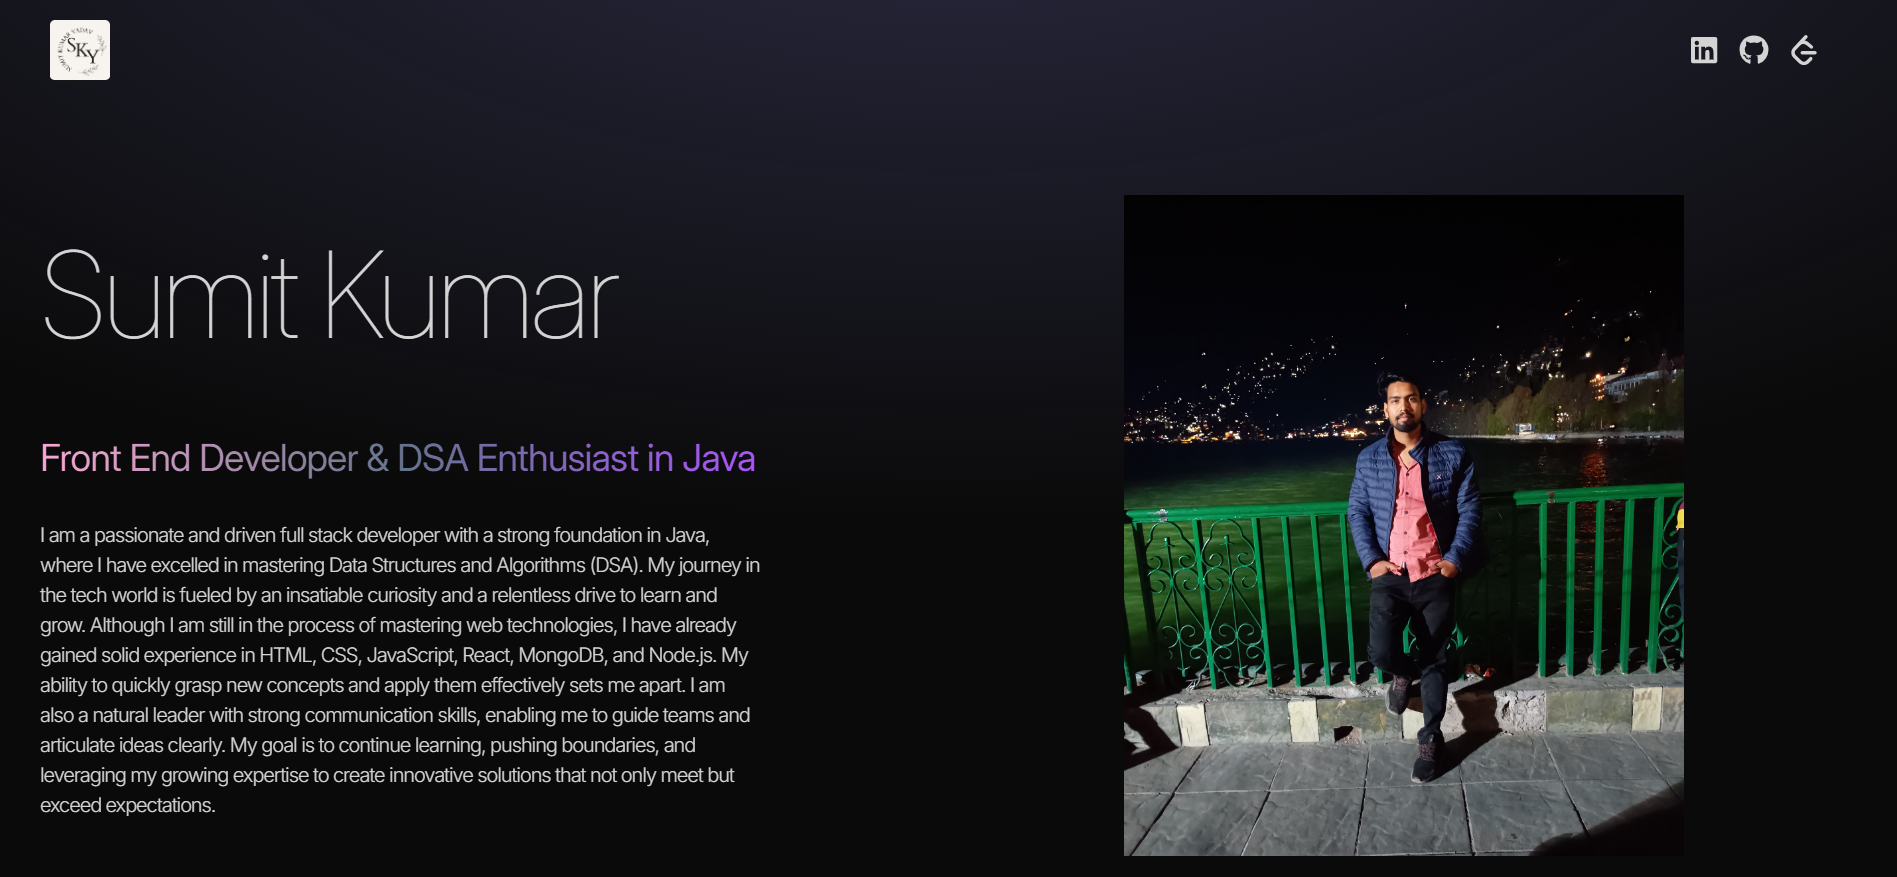 SUMIT KUMAR YADAV
SKY
in
Sumit Kumar
Front End Developer & DSA Enthusiast in Java
I am a passionate and driven full stack developer with a strong foundation in Java,
where I have excelled in mastering Data Structures and Algorithms (DSA). My journey in
the tech world is fueled by an insatiable curiosity and a relentless drive to learn and
grow. Although I am still in the process of mastering web technologies, I have already
gained solid experience in HTML, CSS, JavaScript, React, MongoDB, and Node.js. My
ability to quickly grasp new concepts and apply them effectively sets me apart. I am
also a natural leader with strong communication skills, enabling me to guide teams and
articulate ideas clearly. My goal is to continue learning, pushing boundaries, and
leveraging my growing expertise to create innovative solutions that not only meet but
exceed expectations.